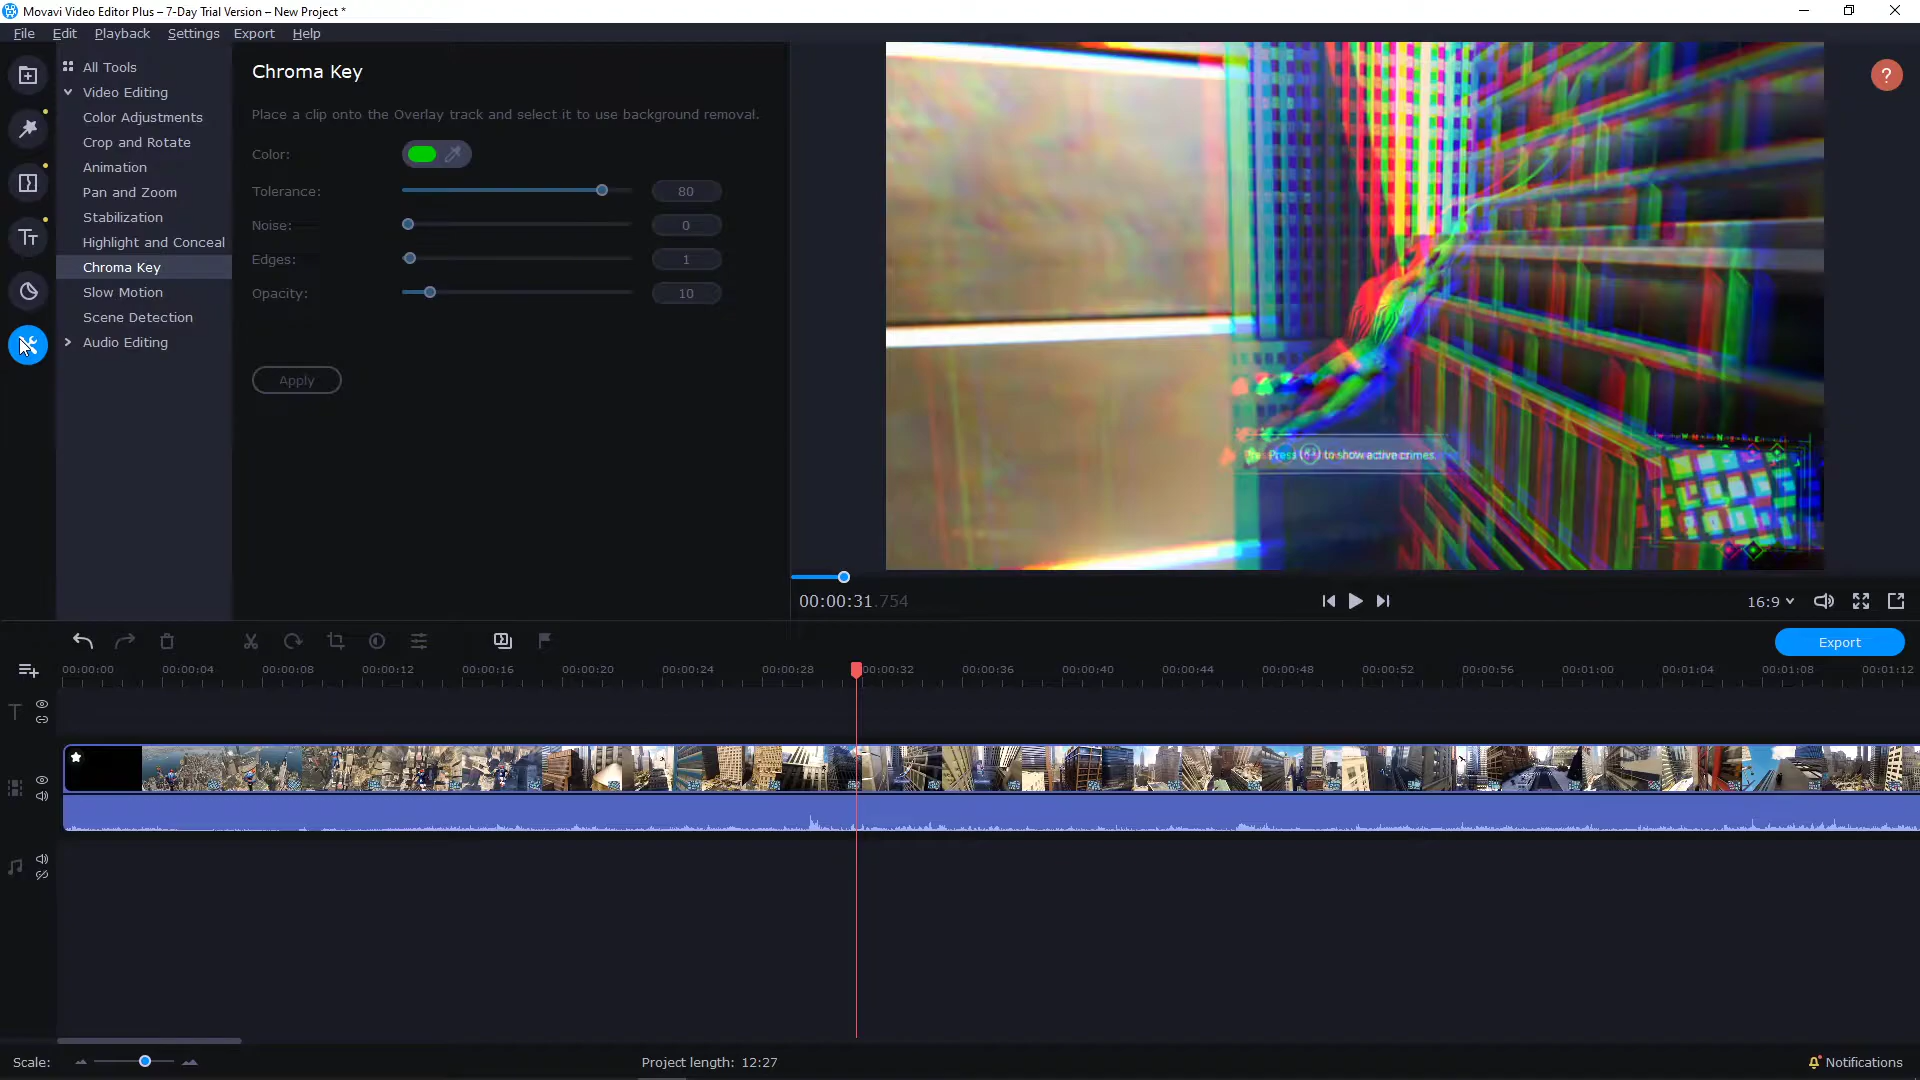 Movavi Video Editor Plus – 7-Day Trial Version – New Project *
File Edit Playback Settings Export Help
All Tools
Video Editing
Color Adjustments
Crop and Rotate
Animation
Pan and Zoom
Stabilization
Highlight and Conceal
Chroma Key
Slow Motion
Scene Detection
Audio Editing
Chroma Key
Place a clip onto the Overlay track and select it to use background removal.
Color:
Tolerance: 80
Noise: 0
Edges: 1
Opacity: 10
Apply
?
to show active crimes.
00:00:31.754
16:9
Export
00:00:00 00:00:04 00:00:08 00:00:12 00:00:16 00:00:20 00:00:24 00:00:28 00:00:32 00:00:36 00:00:40 00:00:44 00:00:48 00:00:52 00:00:56 00:01:00 00:01:04 00:01:08 00:01:12
Scale:
Project length: 12:27
Notifications